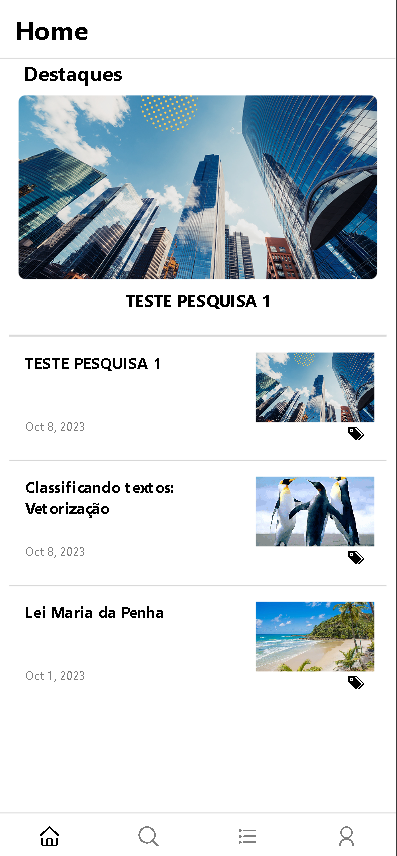 Home
Destaques
TESTE PESQUISA 1
TESTE PESQUISA 1
Oct 8, 2023
Classificando textos:
Vetorização
Oct 8, 2023
Lei Maria da Penha
Oct 1, 2023